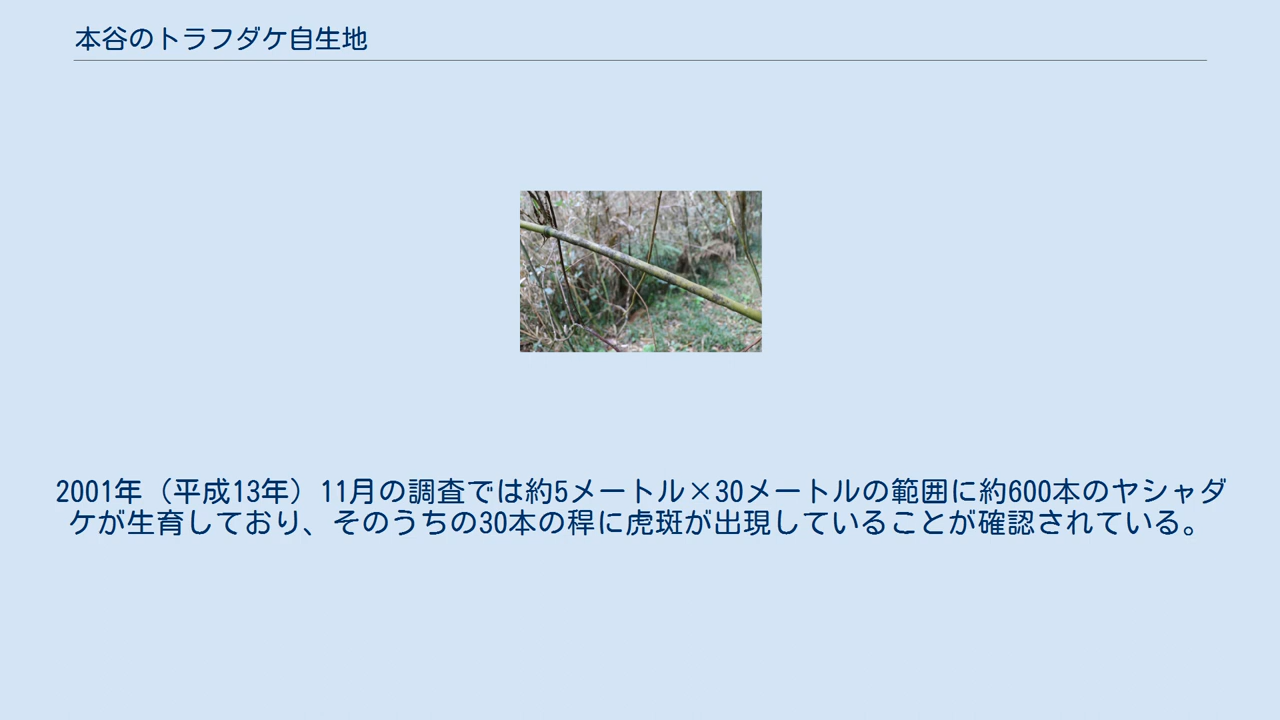 本谷のトラフダケ自生地
2001年（平成13年）11月の調査では約5メートル×30メートルの範囲に約600本のヤシャダ
ケが生育しており、そのうちの30本の稈に虎斑が出現していることが確認されている。